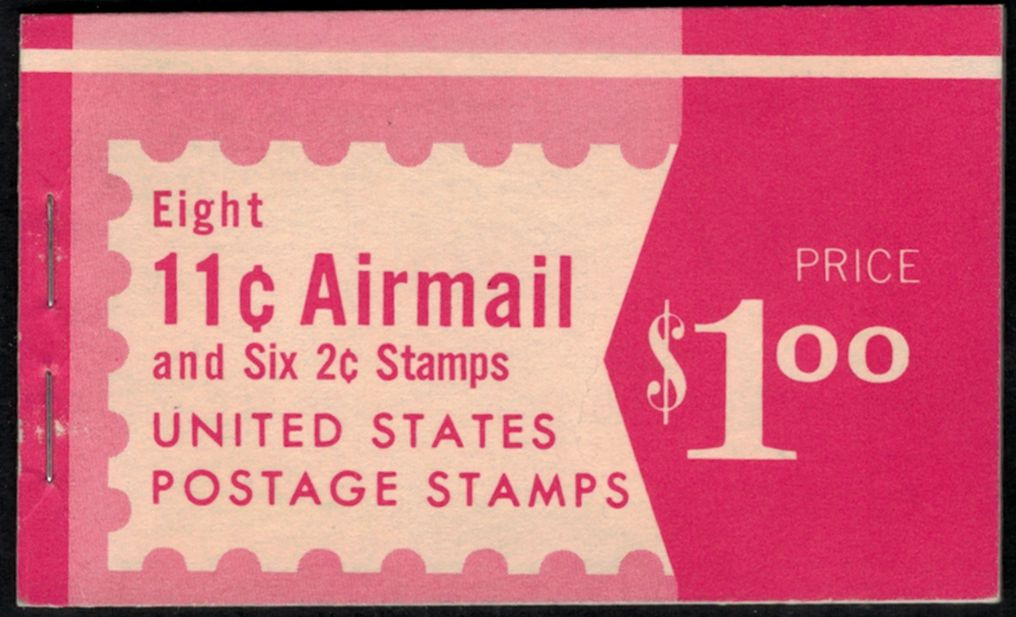 Eight
11¢ Airmail
and Six 2¢ Stamps
UNITED STATES
POSTAGE STAMPS
PRICE
$1 00